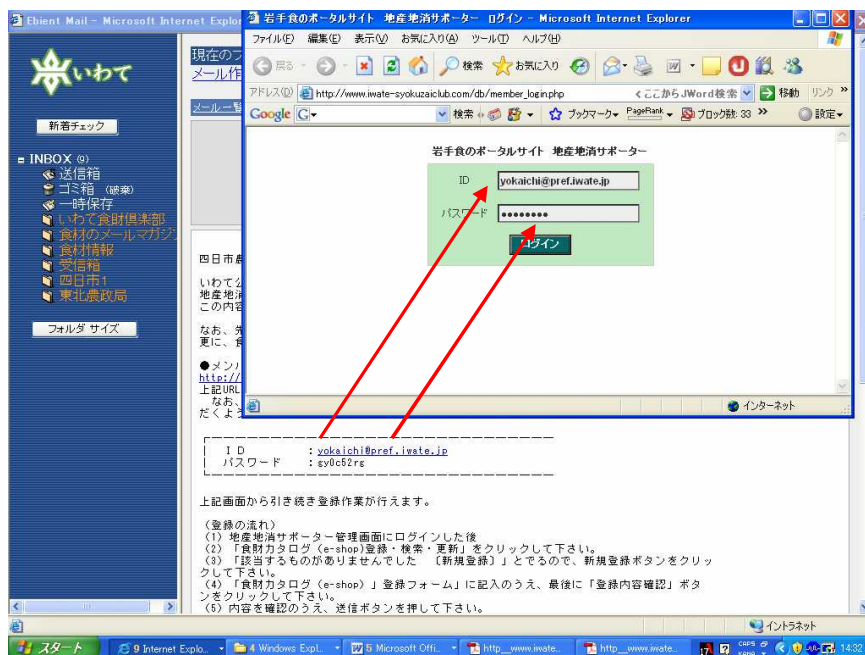 Ebient Mail - Microsoft Internet Explor
岩手食のポータルサイト 地産地消サポーター ログイン - Microsoft Internet Explorer
ファイル(F) 編集(E) 表示(V) お気に入り(A) ツール(T) ヘルプ(H)
戻る 検索 お気に入り
アドレス(D) http://www.iwate-syokuzaiclub.com/db/member_login.php <ここからJWord検索 移動 リンク »
Google G 検索 ブックマーク PageRank ブロック数: 33 » 設定
岩手食のポータルサイト 地産地消サポーター
ID yokaichi@pref.iwate.jp
パスワード ●●●●●●●●
ログイン
インターネット
いわて
新着チェック
INBOX (9)
送信箱
ゴミ箱 (破棄)
一時保存
いわて食財倶楽部
食材のメールマガジン
食材情報
受信箱
四日市1
東北農政局
フォルダ サイズ
現在のフ
メール作
メール一覧
四日市
いわて
地産地消
この内容
なお、先
更に、食
●メンバ
http://
上記URL
なお、
だくよう
ID :yokaichi@pref.iwate.jp
パスワード :sy0c52rg
上記画面から引き続き登録作業が行えます。
(登録の流れ)
(1) 地産地消サポーター管理画面にログインした後
(2) 「食財カタログ(e-shop)登録・検索・更新」をクリックして下さい。
(3) 「該当するものがありませんでした 〔新規登録〕」とでるので、新規登録ボタンをクリッ
クして下さい。
(4) 「食財カタログ(e-shop)」登録フォーム」に記入のうえ、最後に「登録内容確認」ボタ
ンをクリックして下さい。
(5) 内容を確認のうえ、送信ボタンを押して下さい。
イントラネット
スタート 9 Internet Explo... 4 Windows Expl... 5 Microsoft Offi... http__www.iwate... http__www.iwate... CAPS KANA 14:32